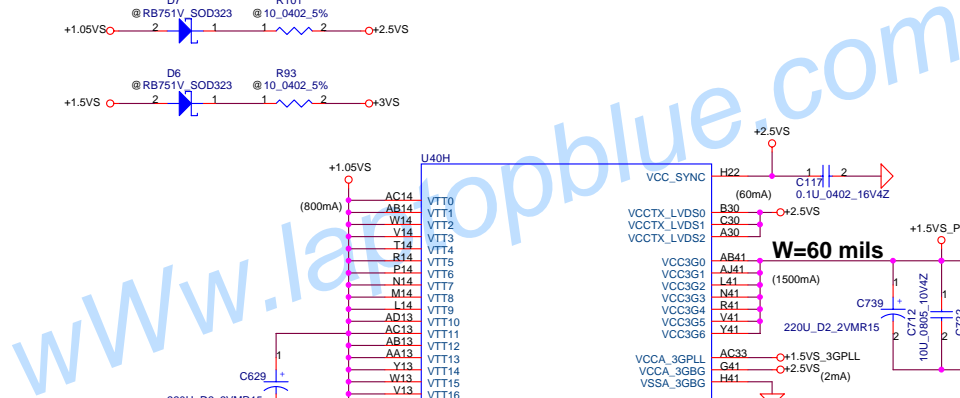 D7
R101
@RB751V_SOD323
@10_0402_5%
+1.05VS
2
1
1
2
+2.5VS
D6
R93
@RB751V_SOD323
@10_0402_5%
+1.5VS
2
1
1
2
+3VS
www.laptopblue.com
+2.5VS
U40H
+1.05VS
(800mA)
VCC_SYNC
H22
1
2
C117
0.1U_0402_16V4Z
(60mA)
AC14
VTT0
AB14
VTT1
W14
VTT2
V14
VTT3
T14
VTT4
R14
VTT5
P14
VTT6
N14
VTT7
M14
VTT8
L14
VTT9
AD13
VTT10
AC13
VTT11
AB13
VTT12
AA13
VTT13
Y13
VTT14
W13
VTT15
V13
VTT16
VCCTX_LVDS0
B30
+2.5VS
VCCTX_LVDS1
C30
VCCTX_LVDS2
A30
W=60 mils
+1.5VS_P
VCC3G0
AB41
VCC3G1
AJ41
(1500mA)
VCC3G2
L41
VCC3G3
N41
VCC3G4
R41
VCC3G5
V41
VCC3G6
Y41
1
C739
+
220U_D2_2VMR15
2
C712
10U_0805_10V4Z
1
2
VCCA_3GPLL
AC33
+1.5VS_3GPLL
VCCA_3GBG
G41
+2.5VS
(2mA)
VSSA_3GBG
H41
1
C629
+